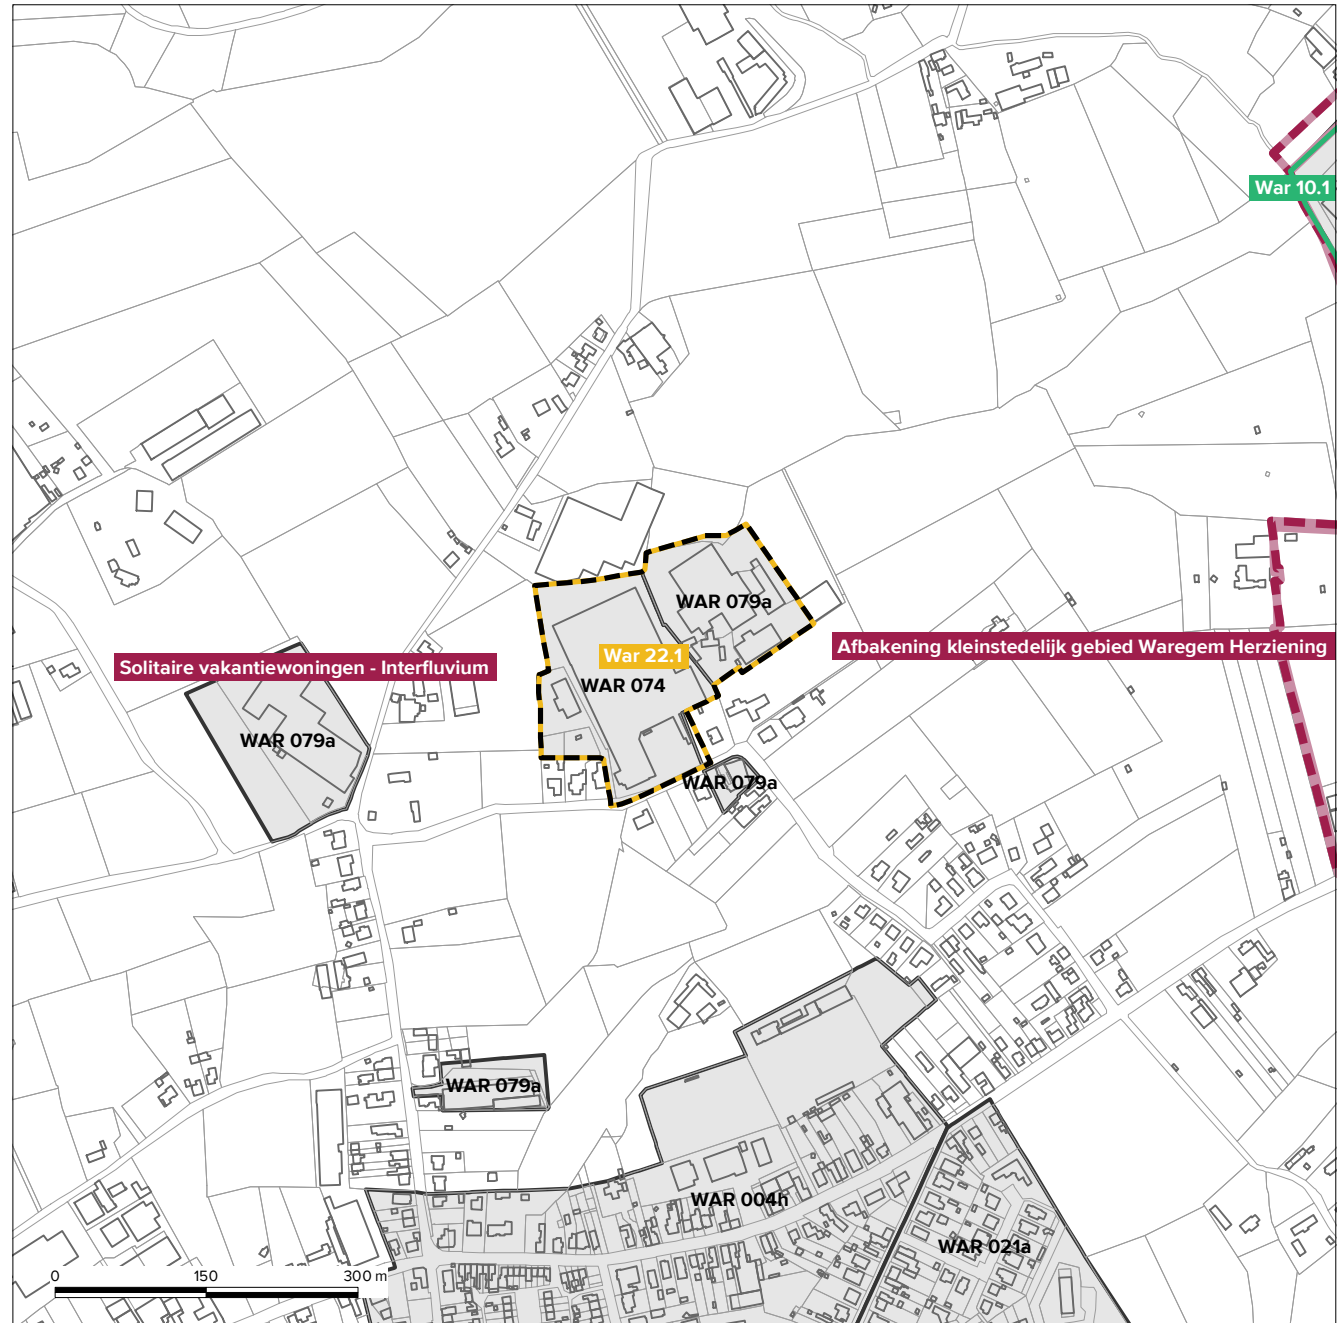 War 10.1
WAR 079a
Afbakening kleinstedelijk gebied Waregem Herziening
War 22.1
Solitaire vakantiewoningen - Interfluvium
WAR 074
WAR 079a
WAR 079a
WAR 079a
WAR 004h
WAR 021a
0 150 300 m